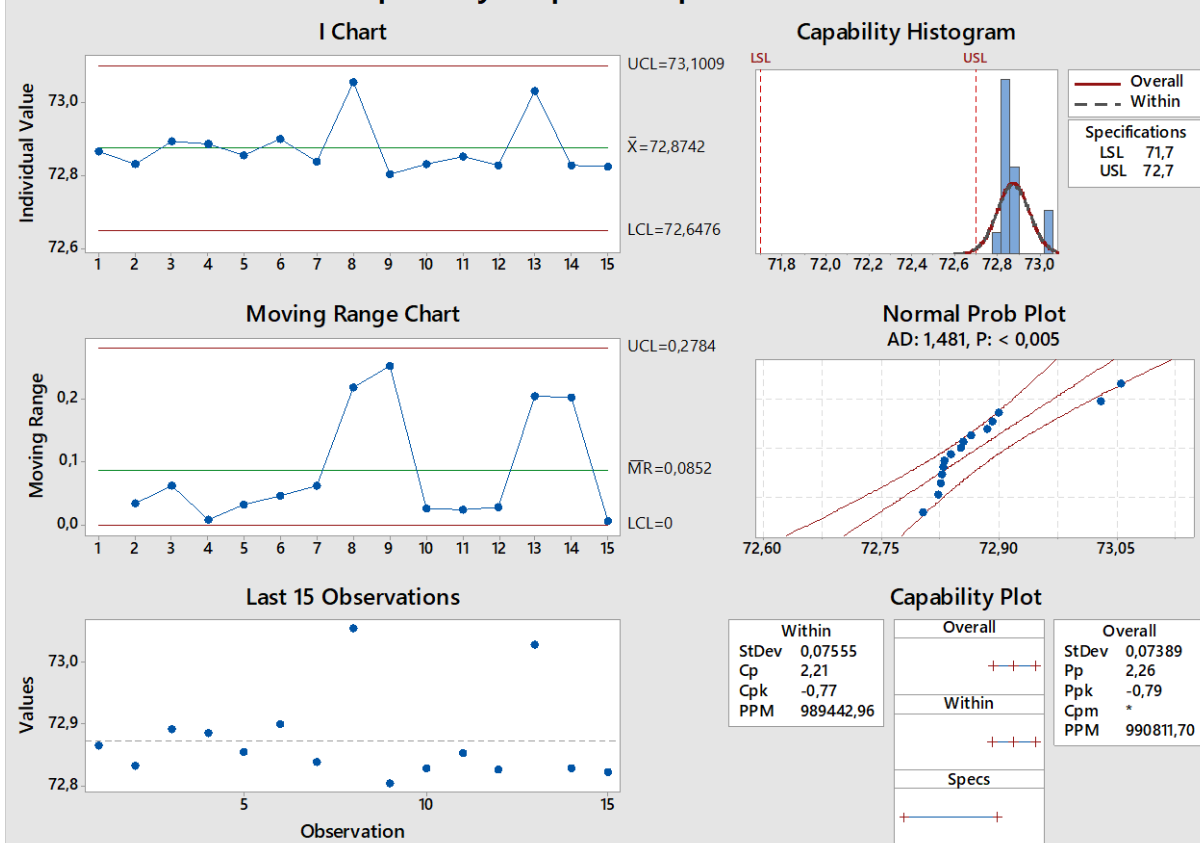 I Chart
Individual Value
73,0
72,8
72,6
UCL=73,1009
X̄=72,8742
LCL=72,6476
1 2 3 4 5 6 7 8 9 10 11 12 13 14 15
Capability Histogram
LSL USL
71,8 72,0 72,2 72,4 72,6 72,8 73,0
Overall
Within
Specifications
LSL 71,7
USL 72,7
Moving Range Chart
Moving Range
0,2
0,1
0,0
UCL=0,2784
M̅R̅=0,0852
LCL=0
1 2 3 4 5 6 7 8 9 10 11 12 13 14 15
Normal Prob Plot
AD: 1,481, P: < 0,005
72,60 72,75 72,90 73,05
Last 15 Observations
Values
73,0
72,9
72,8
5 10 15
Observation
Capability Plot
Within
StDev 0,07555
Cp 2,21
Cpk -0,77
PPM 989442,96
Overall
Within
Specs
Overall
StDev 0,07389
Pp 2,26
Ppk -0,79
Cpm *
PPM 990811,70